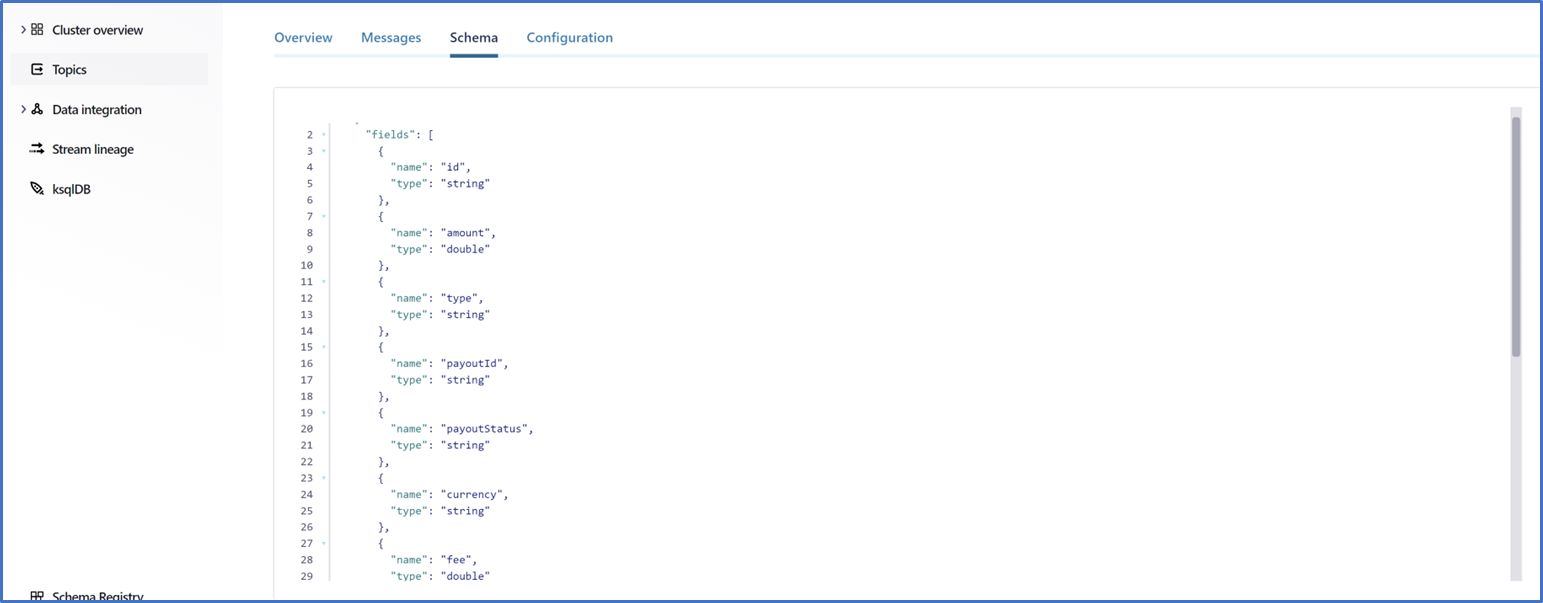 Cluster overview
Topics
Data integration
Stream lineage
ksqlDB
Schema Registry
Overview Messages Schema Configuration
2 "fields": [
3 {
4 "name": "id",
5 "type": "string"
6 },
7 {
8 "name": "amount",
9 "type": "double"
10 },
11 {
12 "name": "type",
13 "type": "string"
14 },
15 {
16 "name": "payoutId",
17 "type": "string"
18 },
19 {
20 "name": "payoutStatus",
21 "type": "string"
22 },
23 {
24 "name": "currency",
25 "type": "string"
26 },
27 {
28 "name": "fee",
29 "type": "double"